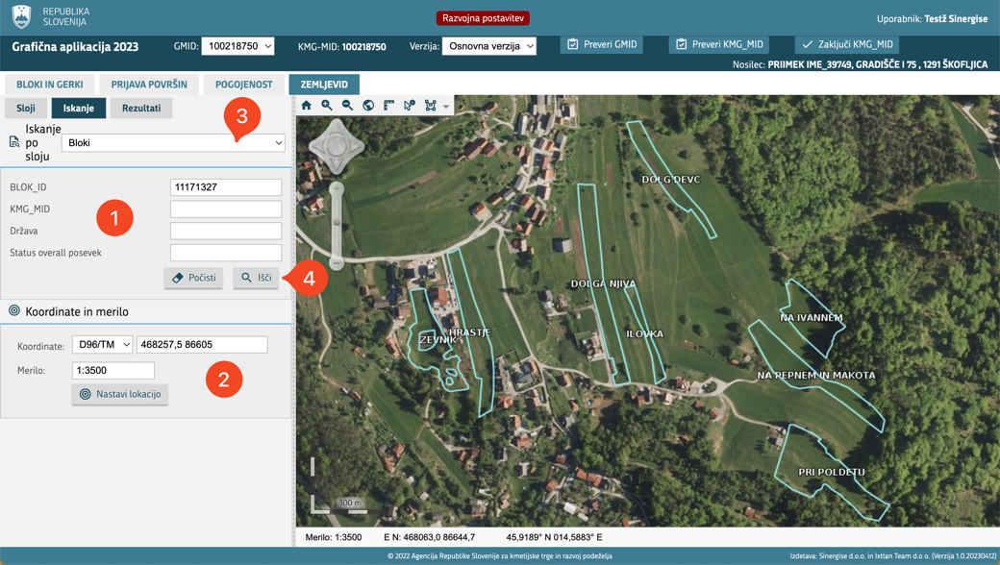 REPUBLIKA
SLOVENIJA
Razvojna postavitev
Uporabnik: Testž Sinergise
Grafična aplikacija 2023
GMID: 100218750
KMG-MID: 100218750
Verzija: Osnovna verzija
Preveri GMID
Preveri KMG_MID
Zaključi KMG_MID
Nosilec: PRIIMEK IME_39749, GRADIŠČE I 75 , 1291 ŠKOFLJICA
BLOKI IN GERKI
PRIJAVA POVRŠIN
POGOJENOST
ZEMLJEVID
Sloji
Iskanje
Rezultati
3
Iskanje
po
sloju
Bloki
BLOK_ID 11171327
KMG_MID
1
Država
Status overall posevek
Počisti
Išči
4
Koordinate in merilo
Koordinate: D96/TM 468257,5 86605
Merilo: 1:3500
2
Nastavi lokacijo
DOLG DEVC
DOLGA NJIVA
NA IVANNEM
HRASTJE
ILOVKA
ZEVNIK
NA REPNEM IN MAKOTA
PRI POLDETU
100 m
Merilo: 1:3500
E N: 468063,0 86644,7
45,9189° N 014,5883° E
© 2022 Agencija Republike Slovenije za kmetijske trge in razvoj podeželja
Izdelava: Sinergise d.o.o. in Ixtlan Team d.o o. (Verzija 1.0.20230412)